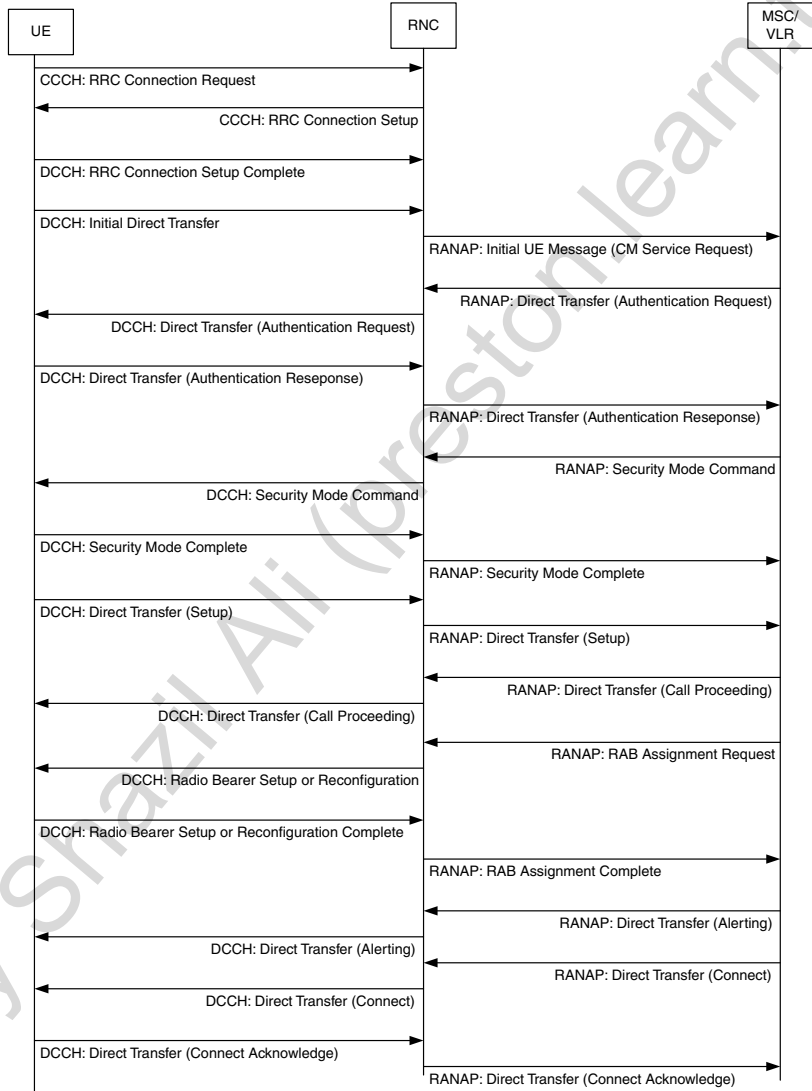 UE
RNC
MSC/
VLR
CCCH: RRC Connection Request
CCCH: RRC Connection Setup
DCCH: RRC Connection Setup Complete
DCCH: Initial Direct Transfer
RANAP: Initial UE Message (CM Service Request)
RANAP: Direct Transfer (Authentication Request)
DCCH: Direct Transfer (Authentication Request)
DCCH: Direct Transfer (Authentication Reseponse)
RANAP: Direct Transfer (Authentication Reseponse)
RANAP: Security Mode Command
DCCH: Security Mode Command
DCCH: Security Mode Complete
RANAP: Security Mode Complete
DCCH: Direct Transfer (Setup)
RANAP: Direct Transfer (Setup)
RANAP: Direct Transfer (Call Proceeding)
DCCH: Direct Transfer (Call Proceeding)
RANAP: RAB Assignment Request
DCCH: Radio Bearer Setup or Reconfiguration
DCCH: Radio Bearer Setup or Reconfiguration Complete
RANAP: RAB Assignment Complete
RANAP: Direct Transfer (Alerting)
DCCH: Direct Transfer (Alerting)
RANAP: Direct Transfer (Connect)
DCCH: Direct Transfer (Connect)
DCCH: Direct Transfer (Connect Acknowledge)
RANAP: Direct Transfer (Connect Acknowledge)
y Shazil Ali (preston.learn.